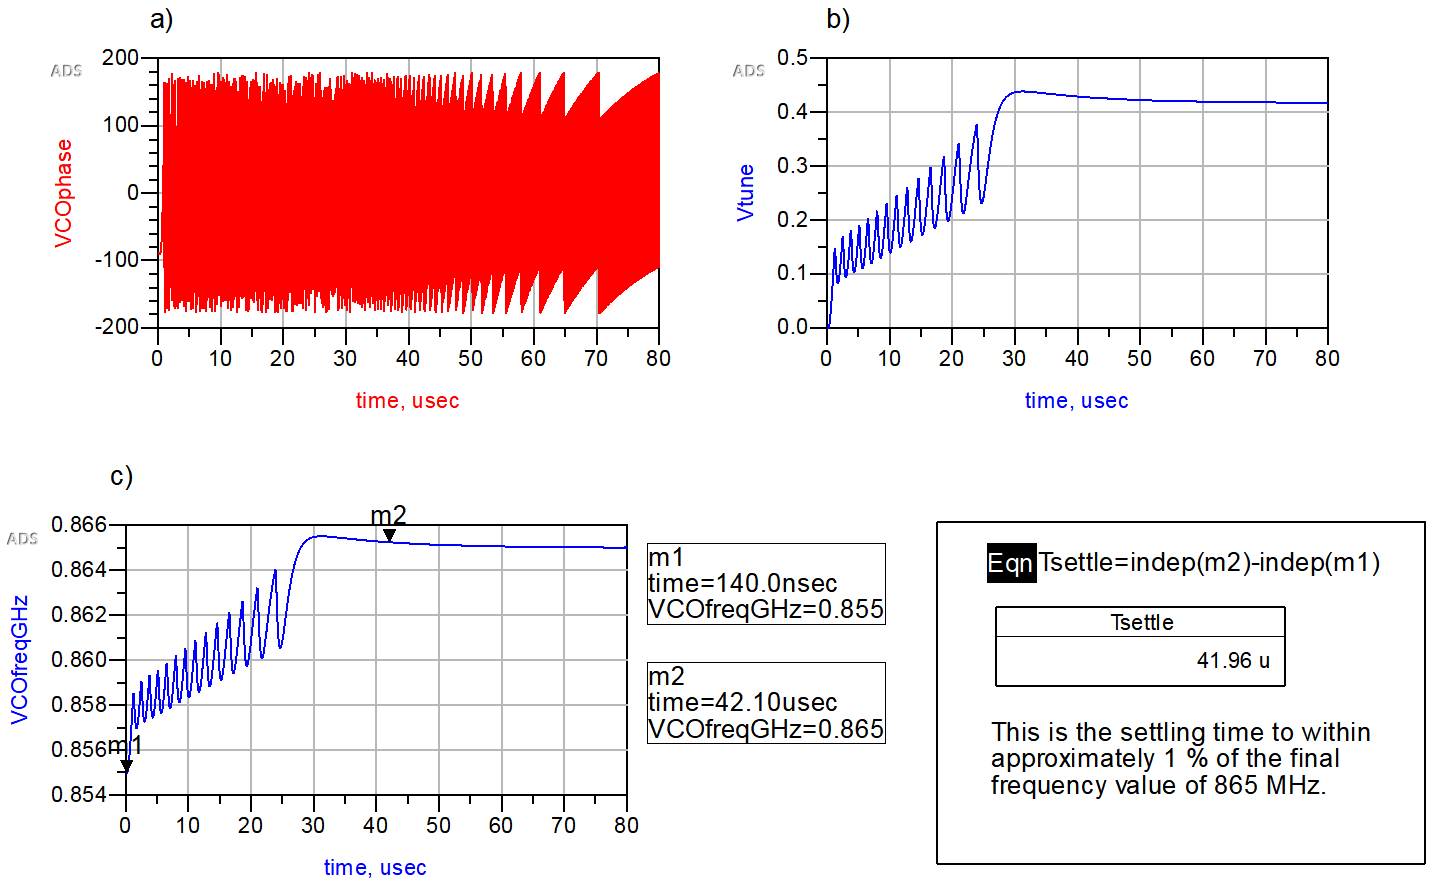 a)
ADS
VCOphase
200
100
0
-100
-200
0 10 20 30 40 50 60 70 80
time, usec
b)
ADS
Vtune
0.5
0.4
0.3
0.2
0.1
0.0
0 10 20 30 40 50 60 70 80
time, usec
c)
ADS
VCOfreqGHz
0.866
0.864
0.862
0.860
0.858
0.856
0.854
m1
m2
0 10 20 30 40 50 60 70 80
time, usec
m1
time=140.0nsec
VCOfreqGHz=0.855
m2
time=42.10usec
VCOfreqGHz=0.865
Eqn Tsettle=indep(m2)-indep(m1)
Tsettle
41.96 u
This is the settling time to within
approximately 1 % of the final
frequency value of 865 MHz.